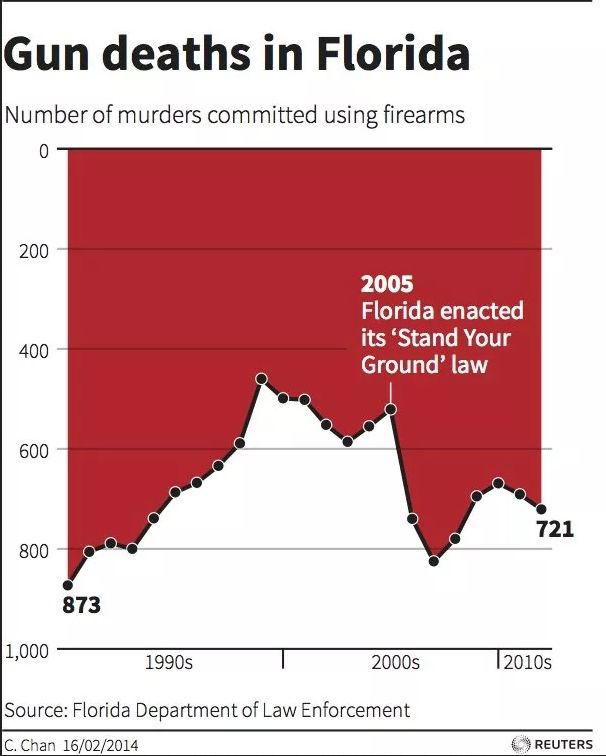 Gun deaths in Florida
Number of murders committed using firearms
0
200
2005
Florida enacted
its ‘Stand Your
Ground’ law
400
600
721
800
873
1,000
1990s
2000s
2010s
Source: Florida Department of Law Enforcement
C. Chan 16/02/2014
REUTERS